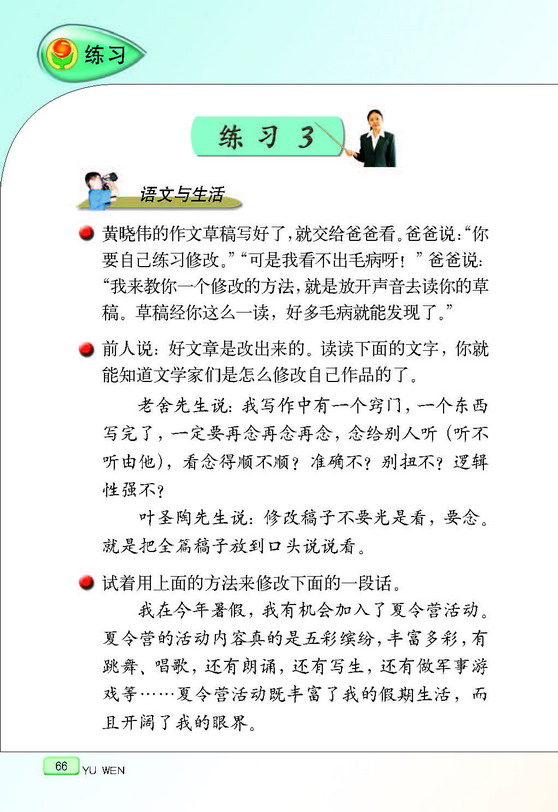 练习
练习 3
语文与生活
黄晓伟的作文草稿写好了，就交给爸爸看。爸爸说：“你
要自己练习修改。”“可是我看不出毛病呀！”爸爸说：
“我来教你一个修改的方法，就是放开声音去读你的草
稿。草稿经你这么一读，好多毛病就能发现了。”
前人说：好文章是改出来的。读读下面的文字，你就
能知道文学家们是怎么修改自己作品的了。
老舍先生说：我写作中有一个窍门，一个东西
写完了，一定要再念再念再念，念给别人听（听不
听由他），看念得顺不顺？准确不？别扭不？逻辑
性强不？
叶圣陶先生说：修改稿子不要光是看，要念。
就是把全篇稿子放到口头说说看。
试着用上面的方法来修改下面的一段话。
我在今年暑假，我有机会加入了夏令营活动。
夏令营的活动内容真的是五彩缤纷，丰富多彩，有
跳舞、唱歌，还有朗诵，还有写生，还有做军事游
戏等……夏令营活动既丰富了我的假期生活，而
且开阔了我的眼界。
66
YU WEN